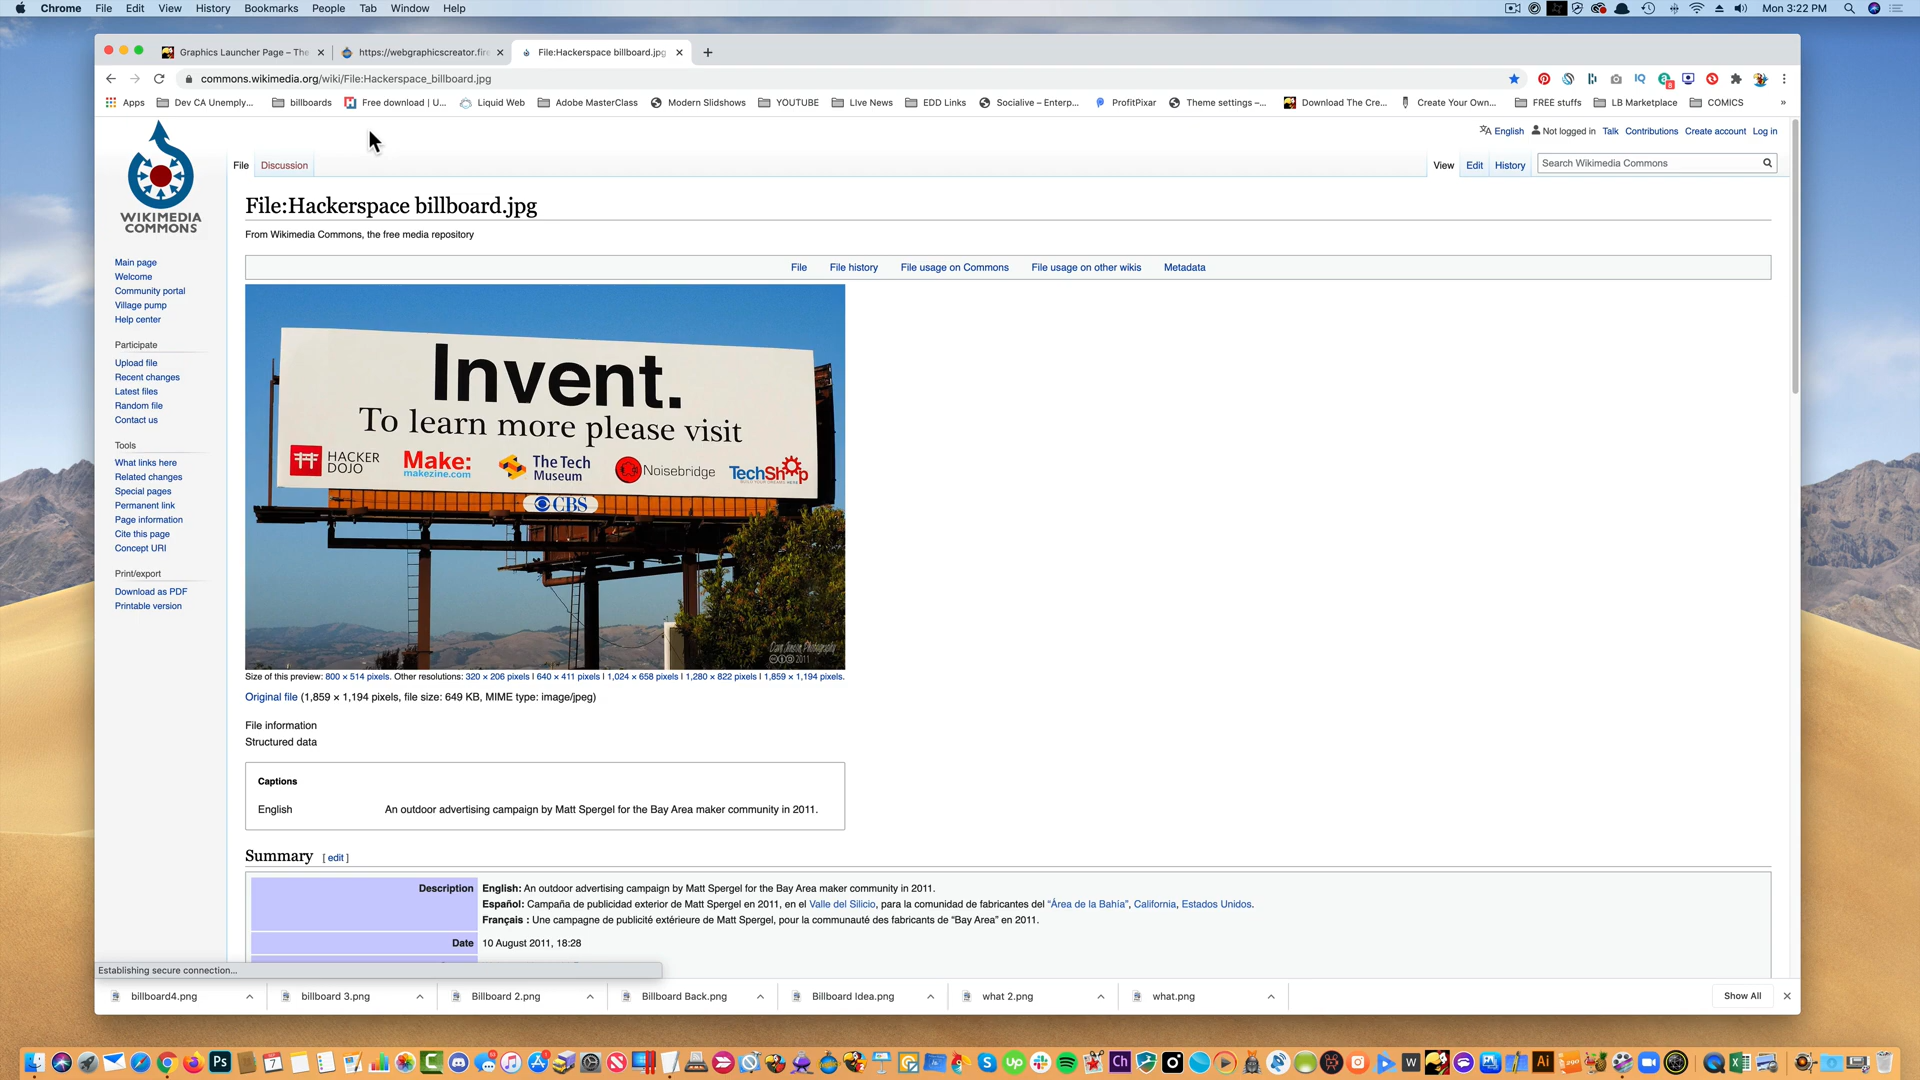 Chrome File Edit View History Bookmarks People Tab Window Help
Mon 3:22 PM
Graphics Launcher Page – The
https://webgraphicscreator.fire
File:Hackerspace billboard.jpg
commons.wikimedia.org/wiki/File:Hackerspace_billboard.jpg
Apps Dev CA Unemply... billboards Free download | U... Liquid Web Adobe MasterClass Modern Slidshows YOUTUBE LIve News EDD Links Socialive – Enterp... ProfitPixar Theme settings –... Download The Cre... Create Your Own... FREE stuffs LB Marketplace COMICS »
English Not logged in Talk Contributions Create account Log in
File Discussion View Edit History Search Wikimedia Commons
WIKIMEDIA
COMMONS
File:Hackerspace billboard.jpg
From Wikimedia Commons, the free media repository
File File history File usage on Commons File usage on other wikis Metadata
Main page
Welcome
Community portal
Village pump
Help center
Participate
Upload file
Recent changes
Latest files
Random file
Contact us
Tools
What links here
Related changes
Special pages
Permanent link
Page information
Cite this page
Concept URI
Print/export
Download as PDF
Printable version
Invent.
To learn more please visit
HACKER
DOJO
Make:
makezine.com
The Tech
Museum
Noisebridge
TechShop
CBS
2011
Size of this preview: 800 × 514 pixels. Other resolutions: 320 × 206 pixels | 640 × 411 pixels | 1,024 × 658 pixels | 1,280 × 822 pixels | 1,859 × 1,194 pixels.
Original file (1,859 × 1,194 pixels, file size: 649 KB, MIME type: image/jpeg)
File information
Structured data
Captions
English An outdoor advertising campaign by Matt Spergel for the Bay Area maker community in 2011.
Summary [ edit ]
Description English: An outdoor advertising campaign by Matt Spergel for the Bay Area maker community in 2011.
Español: Campaña de publicidad exterior de Matt Spergel en 2011, en el Valle del Silicio, para la comunidad de fabricantes del “Área de la Bahía”, California, Estados Unidos.
Français : Une campagne de publicité extérieure de Matt Spergel, pour la communauté des fabricants de “Bay Area” en 2011.
Date 10 August 2011, 18:28
Establishing secure connection...
billboard4.png billboard 3.png Billboard 2.png Billboard Back.png Billboard Idea.png what 2.png what.png Show All